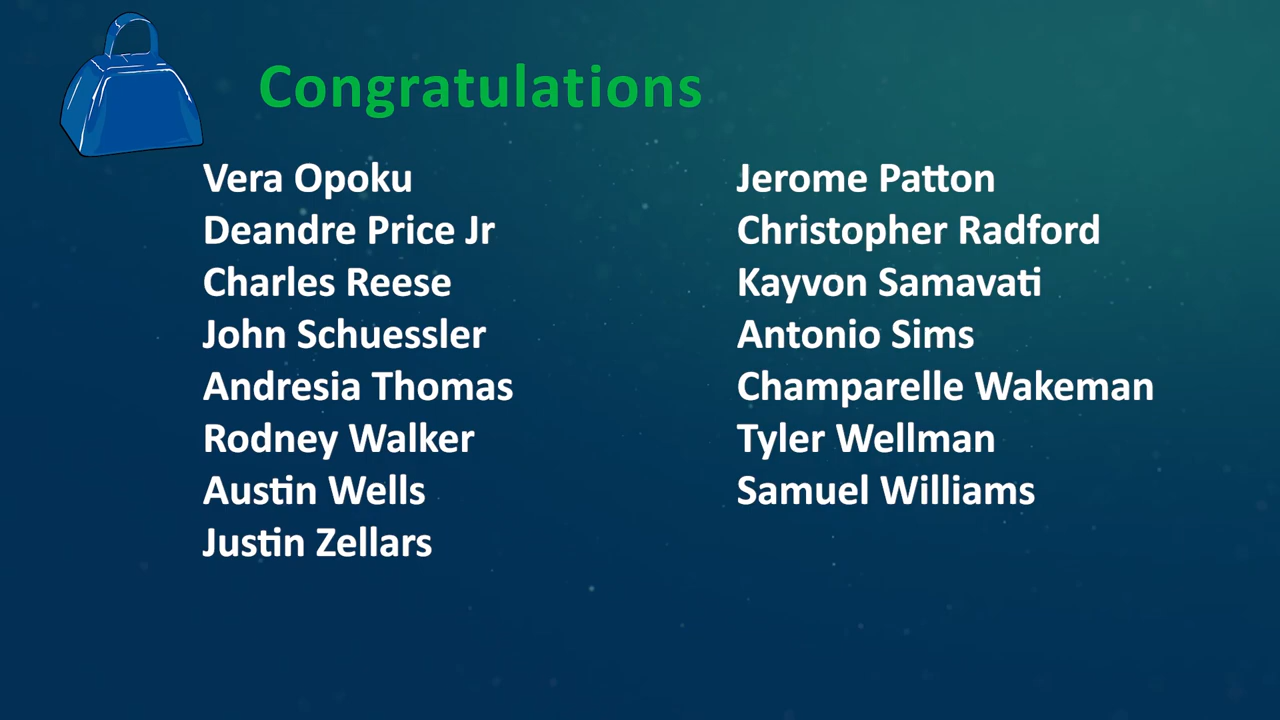 Congratulations
Vera Opoku
Deandre Price Jr
Charles Reese
John Schuessler
Andresia Thomas
Rodney Walker
Austin Wells
Justin Zellars
Jerome Patton
Christopher Radford
Kayvon Samavati
Antonio Sims
Champarelle Wakeman
Tyler Wellman
Samuel Williams